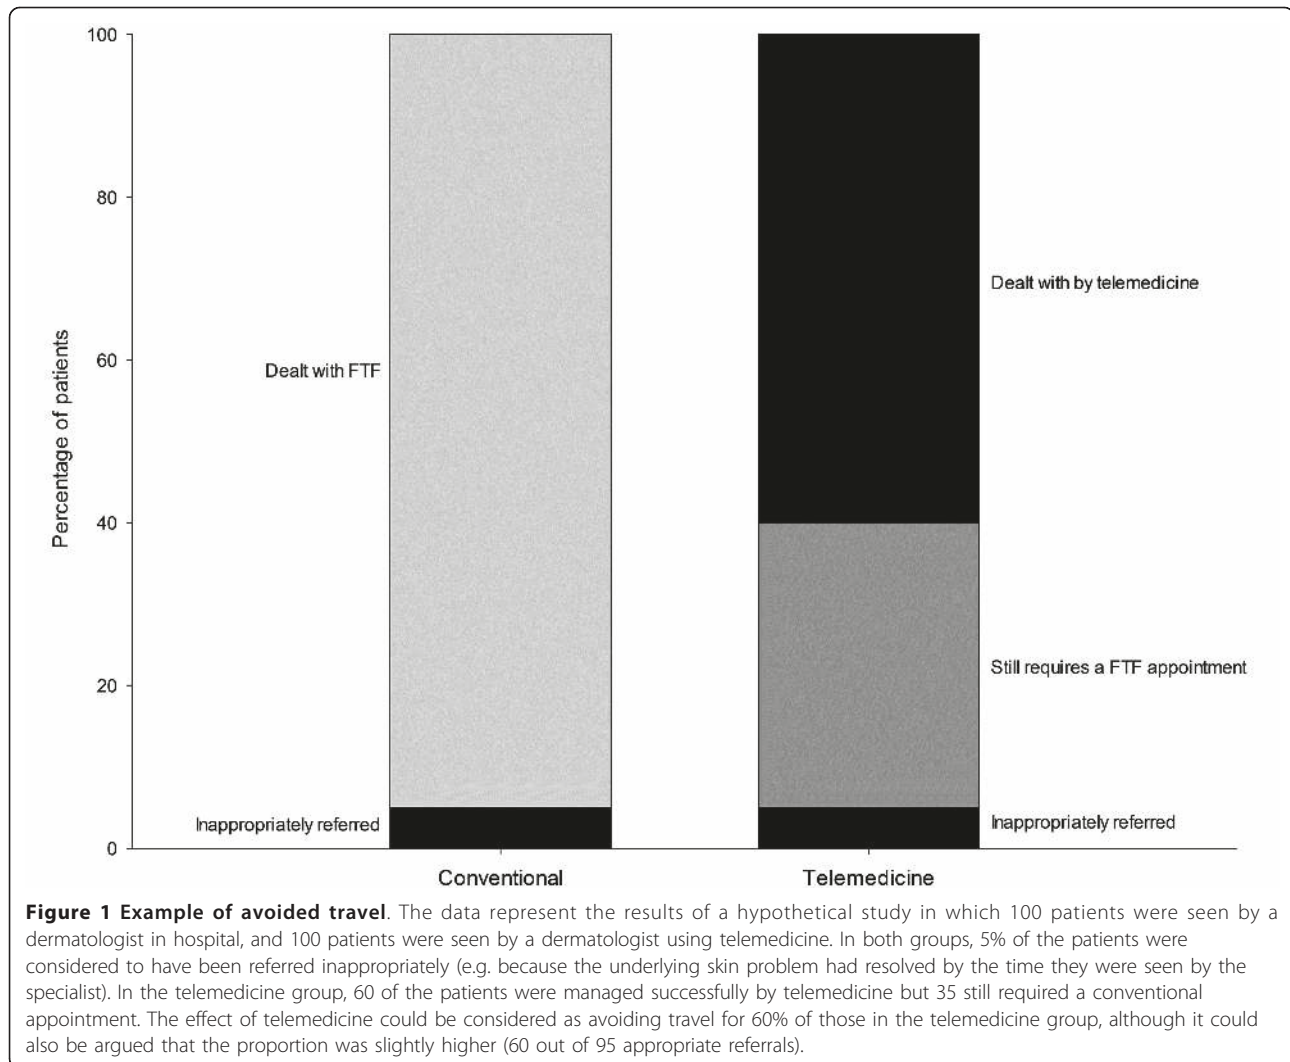 100
80
60
40
20
0
Percentage of patients
Dealt with FTF
Inappropriately referred
Dealt with by telemedicine
Still requires a FTF appointment
Inappropriately referred
Conventional
Telemedicine
Figure 1 Example of avoided travel. The data represent the results of a hypothetical study in which 100 patients were seen by a
dermatologist in hospital, and 100 patients were seen by a dermatologist using telemedicine. In both groups, 5% of the patients were
considered to have been referred inappropriately (e.g. because the underlying skin problem had resolved by the time they were seen by the
specialist). In the telemedicine group, 60 of the patients were managed successfully by telemedicine but 35 still required a conventional
appointment. The effect of telemedicine could be considered as avoiding travel for 60% of those in the telemedicine group, although it could
also be argued that the proportion was slightly higher (60 out of 95 appropriate referrals).